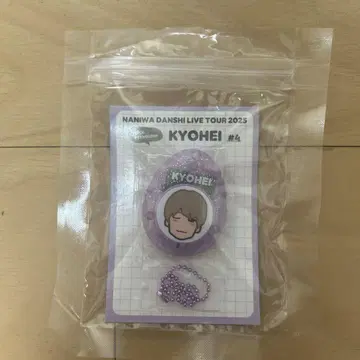 NANIWA DANSHI LIVE TOUR 2025
KYOHEI #4
KYOHEI